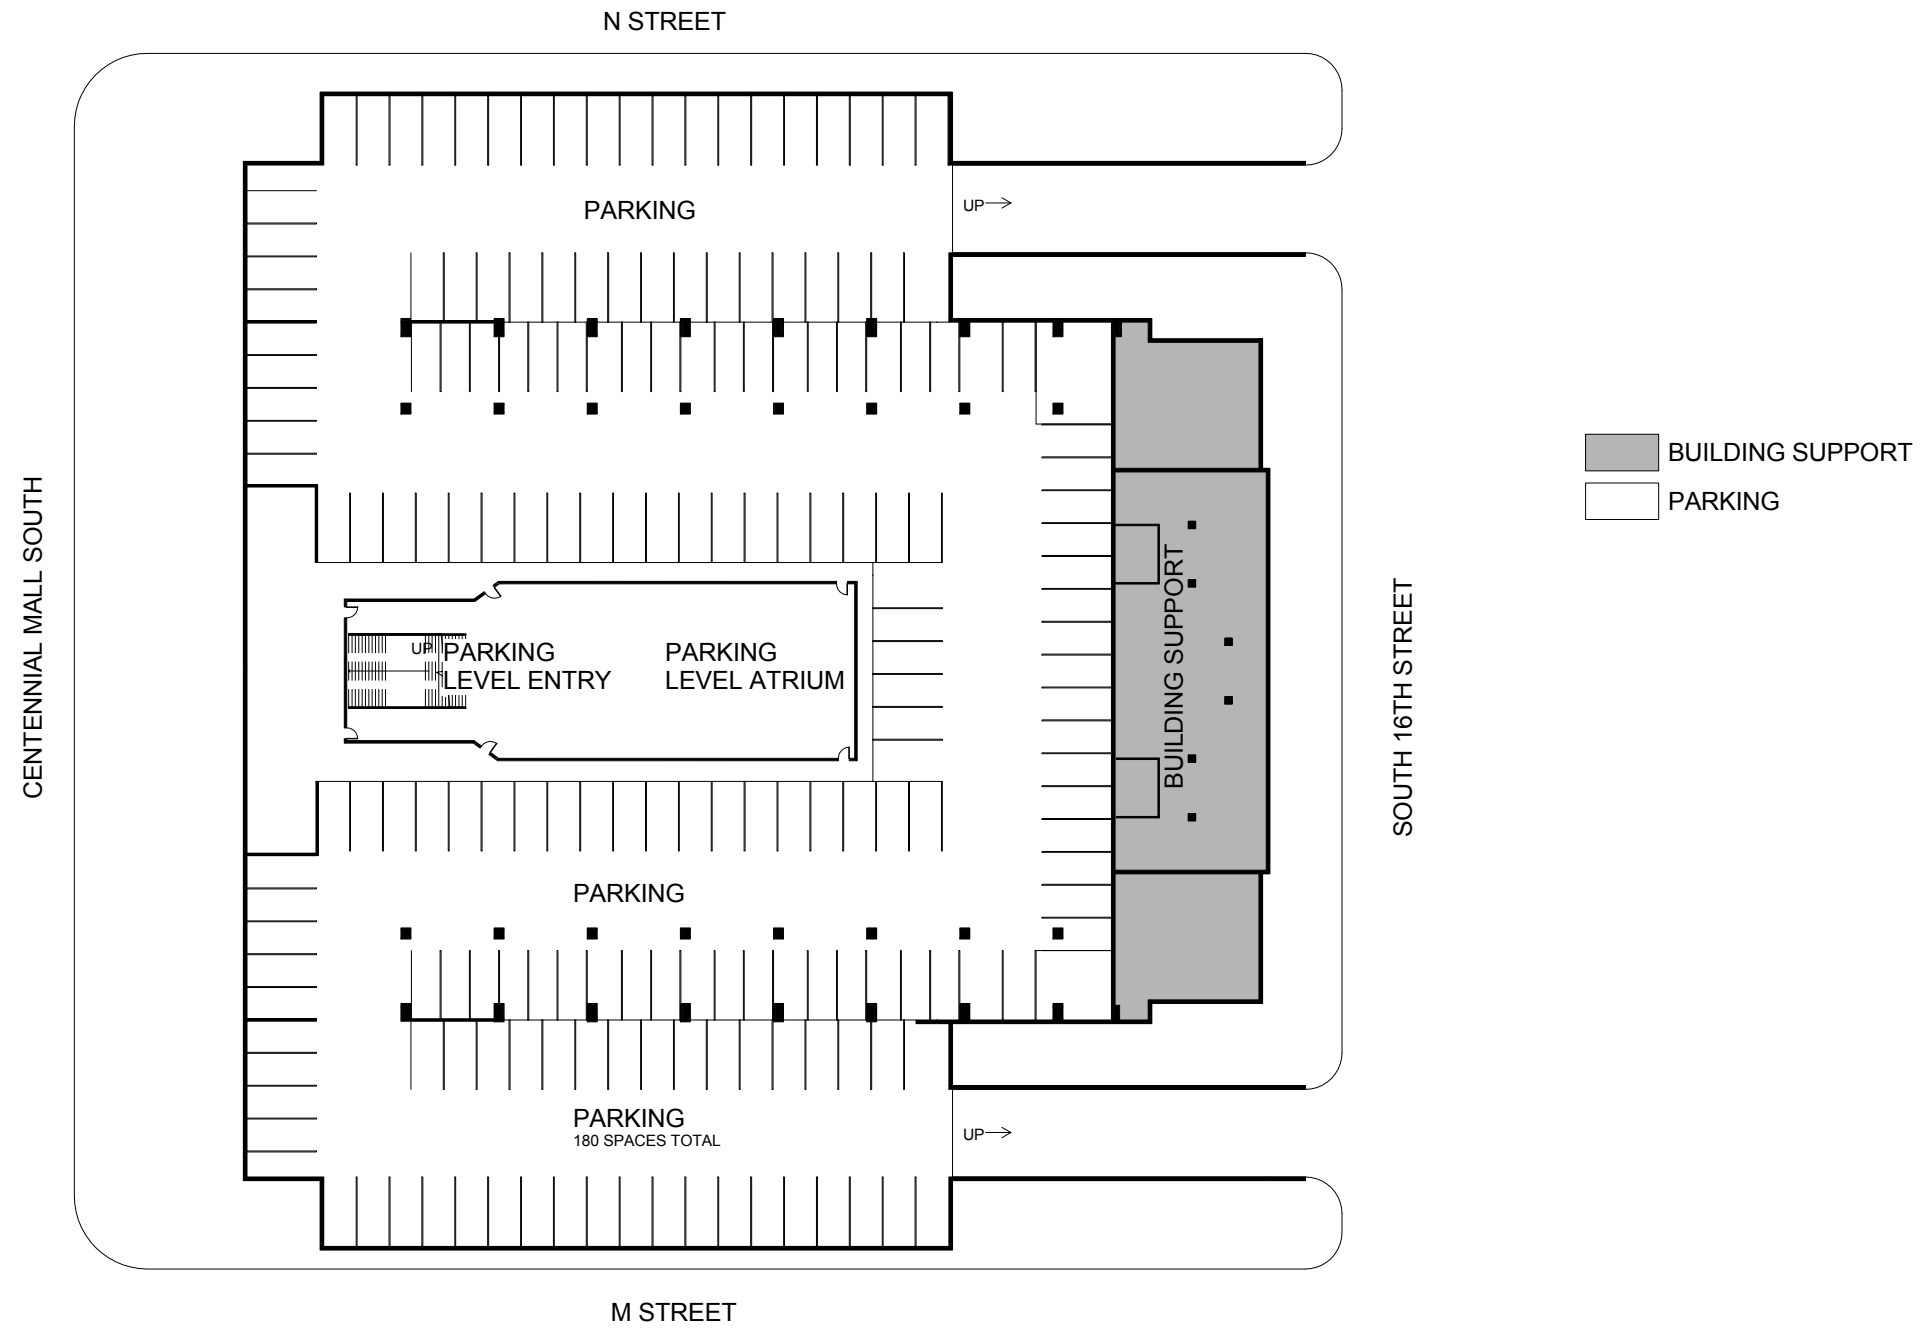 N STREET
PARKING
UP
BUILDING SUPPORT
PARKING
CENTENNIAL MALL SOUTH
UP
PARKING
LEVEL ENTRY
PARKING
LEVEL ATRIUM
BUILDING SUPPORT
SOUTH 16TH STREET
PARKING
PARKING
180 SPACES TOTAL
UP
M STREET